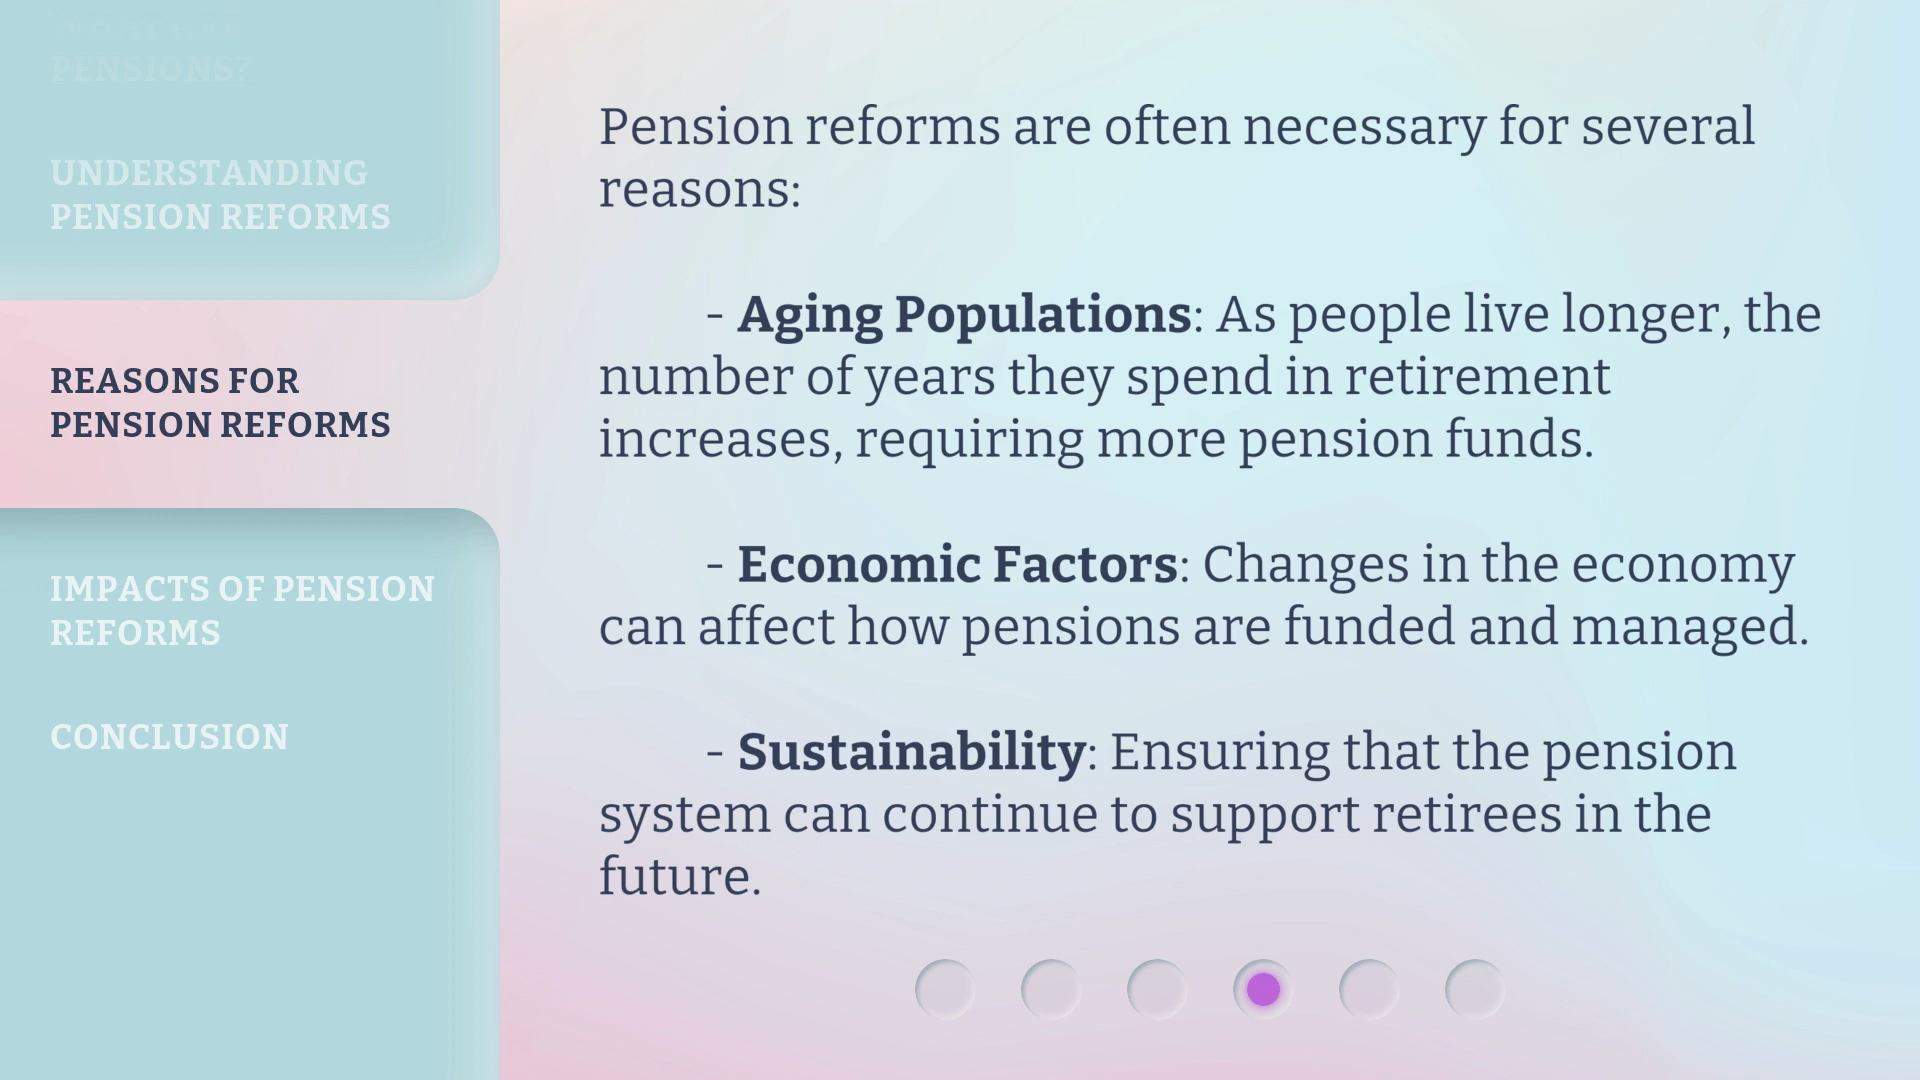 PENSIONS?
UNDERSTANDING
PENSION REFORMS
REASONS FOR
PENSION REFORMS
IMPACTS OF PENSION
REFORMS
CONCLUSION
Pension reforms are often necessary for several
reasons:
- Aging Populations: As people live longer, the
number of years they spend in retirement
increases, requiring more pension funds.
- Economic Factors: Changes in the economy
can affect how pensions are funded and managed.
- Sustainability: Ensuring that the pension
system can continue to support retirees in the
future.